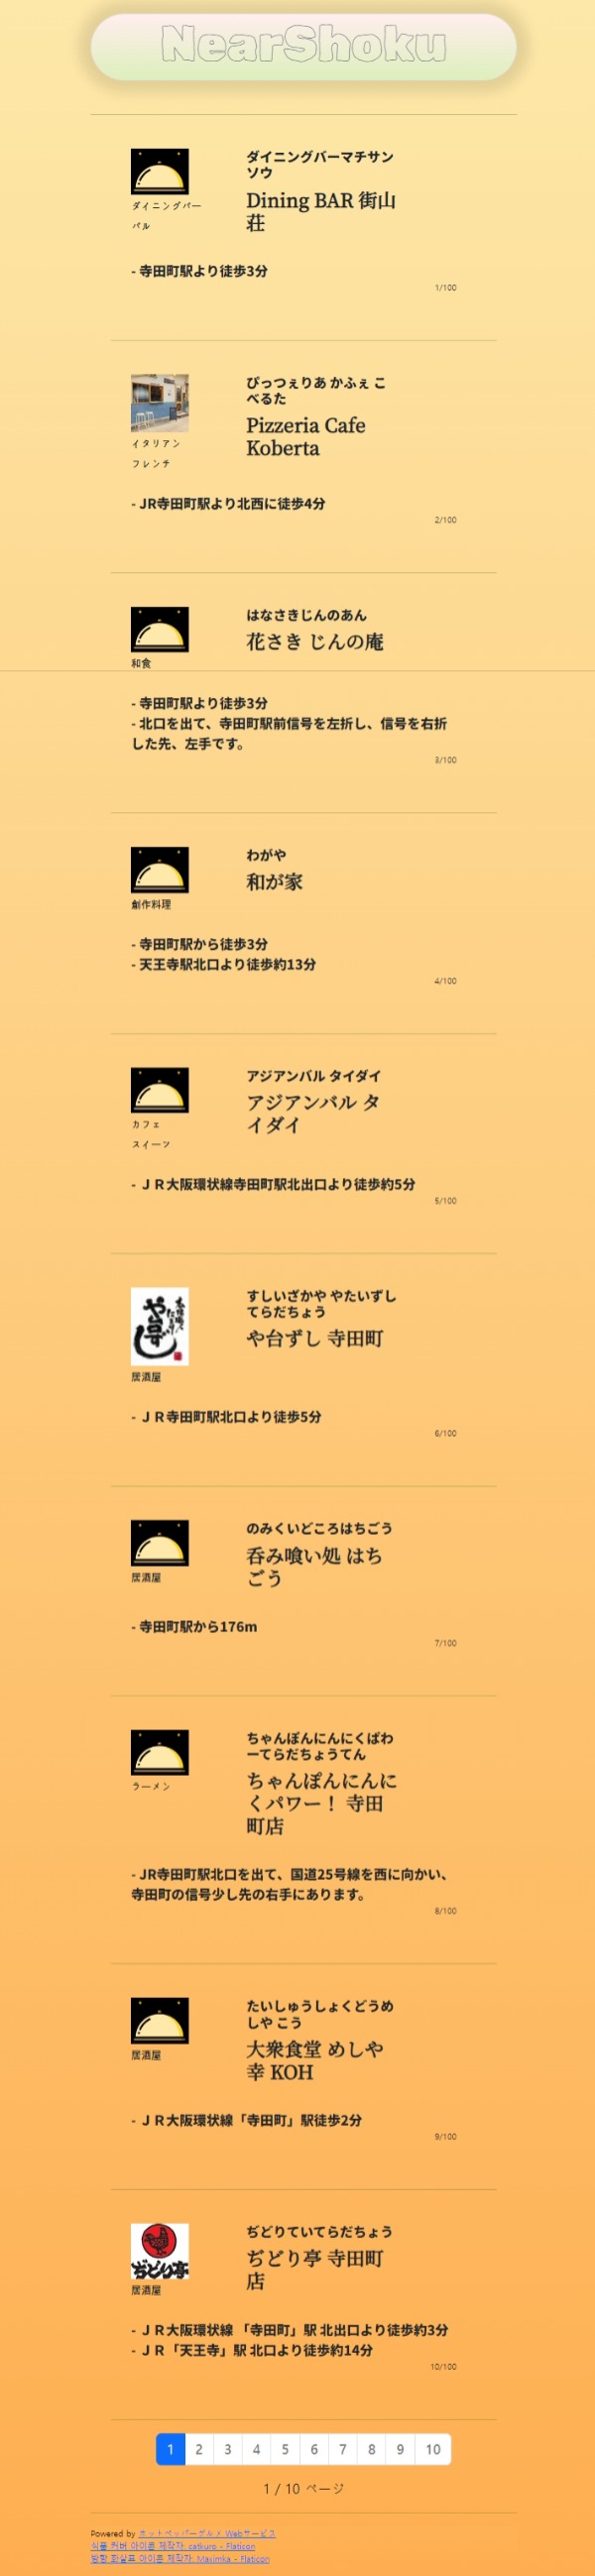 NearShoku
ダイニングバーマチサン
ソウ
Dining BAR 街山
荘
ダイニングバー
バル
- 寺田町駅より徒歩3分
1/100
ぴっつぇりあ かふぇ こ
べるた
Pizzeria Cafe
Koberta
イタリアン
フレンチ
- JR寺田町駅より北西に徒歩4分
2/100
はなさきじんのあん
花さき じんの庵
和食
- 寺田町駅より徒歩3分
- 北口を出て、寺田町駅前信号を左折し、信号を右折
した先、左手です。
3/100
わがや
和が家
創作料理
- 寺田町駅から徒歩3分
- 天王寺駅北口より徒歩約13分
4/100
アジアンバル タイダイ
アジアンバル タ
イダイ
カフェ
スイーツ
- ＪＲ大阪環状線寺田町駅北出口より徒歩約5分
5/100
すしいざかや やたいずし
てらだちょう
や台ずし 寺田町
や台ずし
居酒屋
- ＪＲ寺田町駅北口より徒歩5分
6/100
のみくいどころはちごう
呑み喰い処 はち
ごう
居酒屋
- 寺田町駅から176m
7/100
ちゃんぽんにんにくぱわ
ーてらだちょうてん
ちゃんぽんにんに
くパワー！ 寺田
町店
ラーメン
- JR寺田町駅北口を出て、国道25号線を西に向かい、
寺田町の信号少し先の右手にあります。
8/100
たいしゅうしょくどうめ
しや こう
大衆食堂 めしや
幸 KOH
居酒屋
- ＪＲ大阪環状線「寺田町」駅徒歩2分
9/100
ぢどりていてらだちょう
ぢどり亭 寺田町
店
ぢどり亭
居酒屋
- ＪＲ大阪環状線 「寺田町」駅 北出口より徒歩約3分
- ＪＲ「天王寺」駅 北口より徒歩約14分
10/100
1 2 3 4 5 6 7 8 9 10
1 / 10 ページ
Powered by ホットペッパーグルメ Webサービス
식품 커버 아이콘 제작자: catkuro - Flaticon
왼쪽 화살표 아이콘 제작자: Maximka - Flaticon